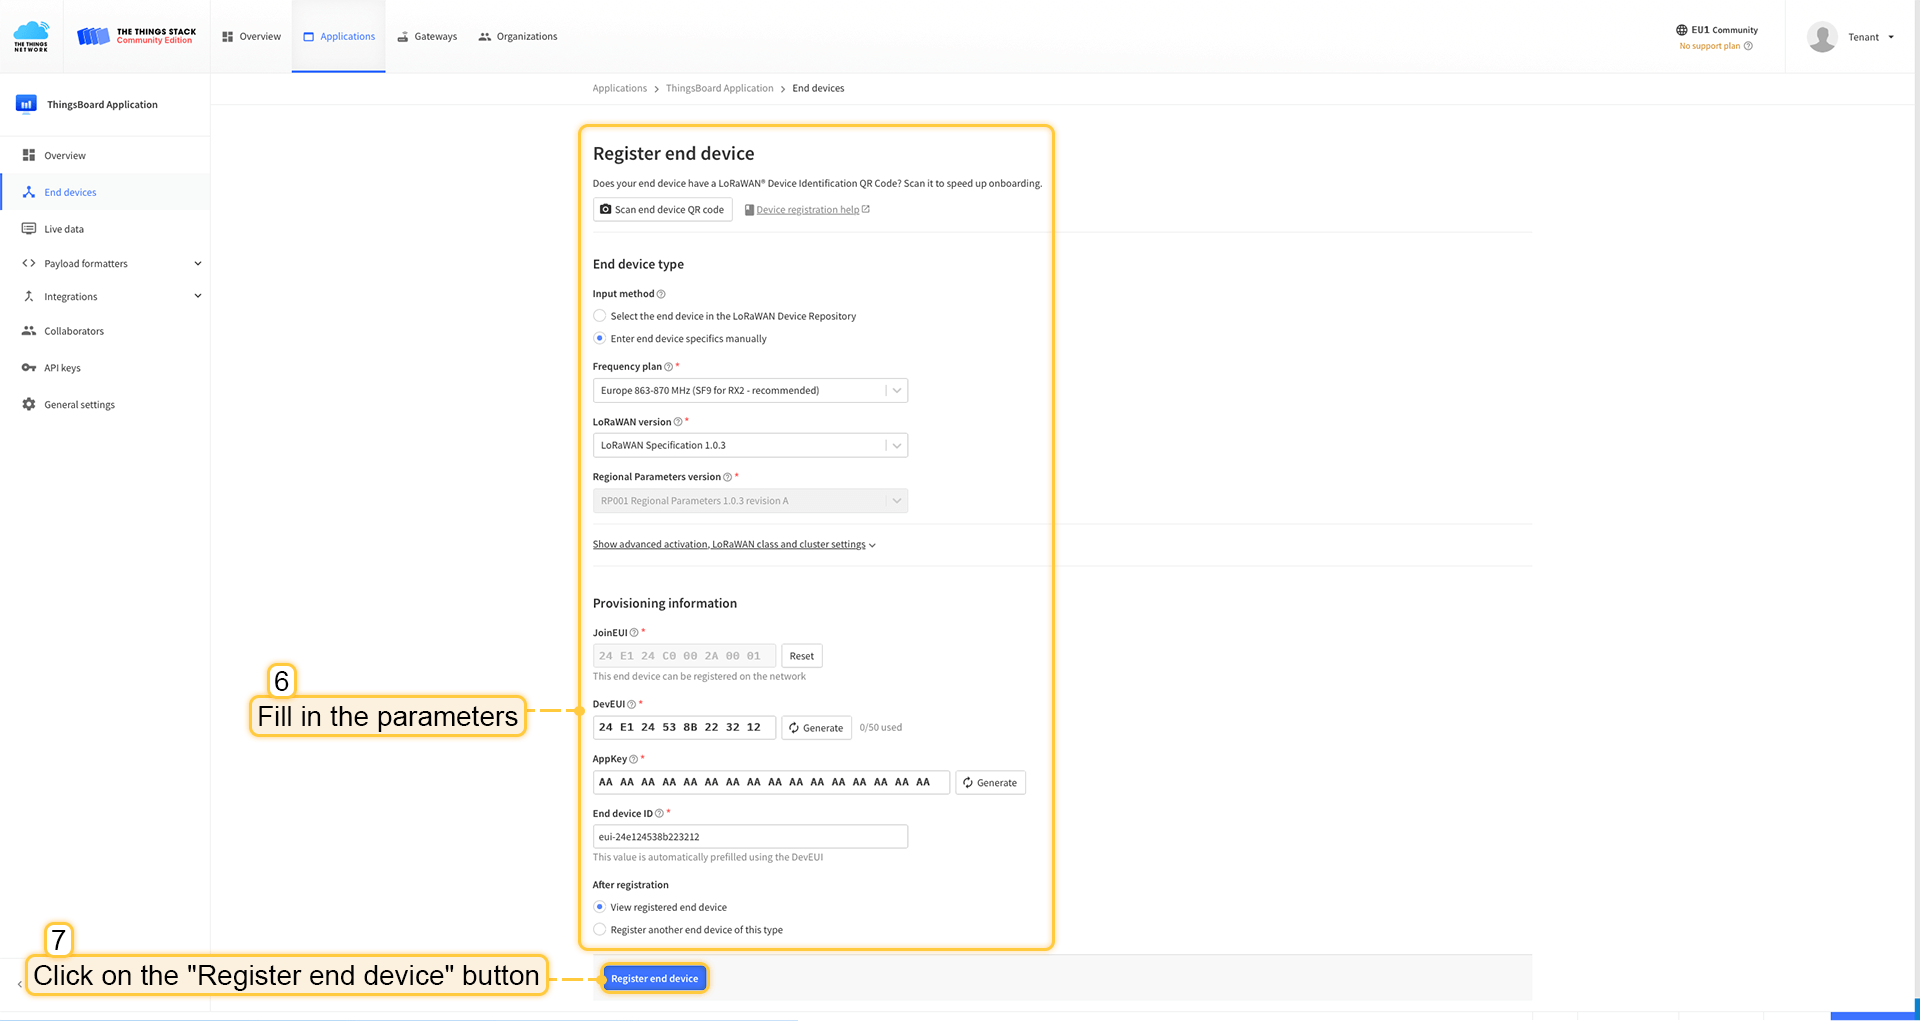 THE THINGS NETWORK
THE THINGS STACK
Community Edition
Overview
Applications
Gateways
Organizations
EU1 Community
No support plan
Tenant
ThingsBoard Application
Overview
End devices
Live data
Payload formatters
Integrations
Collaborators
API keys
General settings
Applications > ThingsBoard Application > End devices
Register end device
Does your end device have a LoRaWAN® Device Identification QR Code? Scan it to speed up onboarding.
Scan end device QR code
Device registration help
End device type
Input method
Select the end device in the LoRaWAN Device Repository
Enter end device specifics manually
Frequency plan *
Europe 863-870 MHz (SF9 for RX2 - recommended)
LoRaWAN version *
LoRaWAN Specification 1.0.3
Regional Parameters version *
RP001 Regional Parameters 1.0.3 revision A
Show advanced activation, LoRaWAN class and cluster settings
Provisioning information
JoinEUI *
24 E1 24 C0 00 2A 00 01
Reset
This end device can be registered on the network
DevEUI *
24 E1 24 53 8B 22 32 12
Generate
0/50 used
AppKey *
AA AA AA AA AA AA AA AA AA AA AA AA AA AA AA AA
Generate
End device ID *
eui-24e124538b223212
This value is automatically prefilled using the DevEUI
After registration
View registered end device
Register another end device of this type
Register end device
6
Fill in the parameters
7
Click on the "Register end device" button